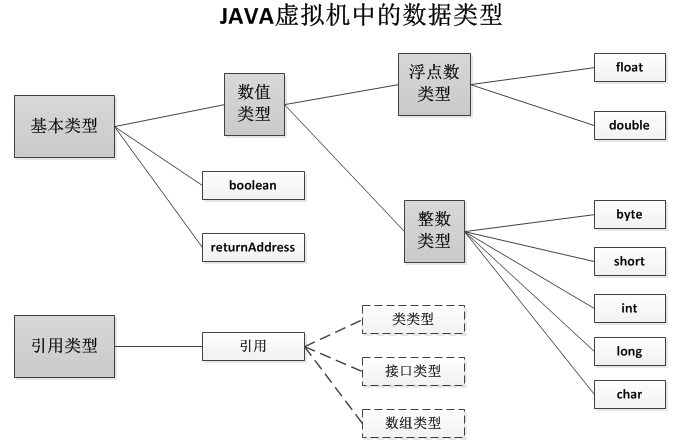 JAVA虚拟机中的数据类型
基本类型
数值
类型
boolean
returnAddress
浮点数
类型
float
double
整数
类型
byte
short
int
long
char
引用类型
引用
类类型
接口类型
数组类型